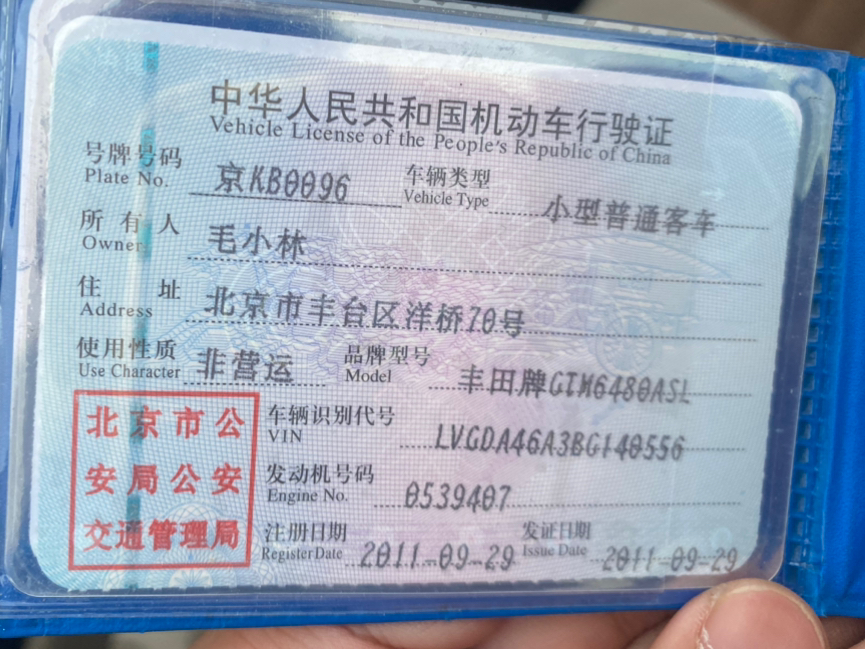 中华人民共和国机动车行驶证
Vehicle License of the People's Republic of China
号牌号码 京KB0096 车辆类型 小型普通客车
Plate No. Vehicle Type
所有人 毛小林
Owner
住址 北京市丰台区洋桥70号
Address
使用性质 非营运 品牌型号 丰田牌GTM6480ASL
Use Character Model
北京市公
安局公安
交通管理局
车辆识别代号 LVGDA46A3BG140556
VIN
发动机号码 0539407
Engine No.
注册日期 2011-09-29 发证日期 2011-09-29
Register Date Issue Date